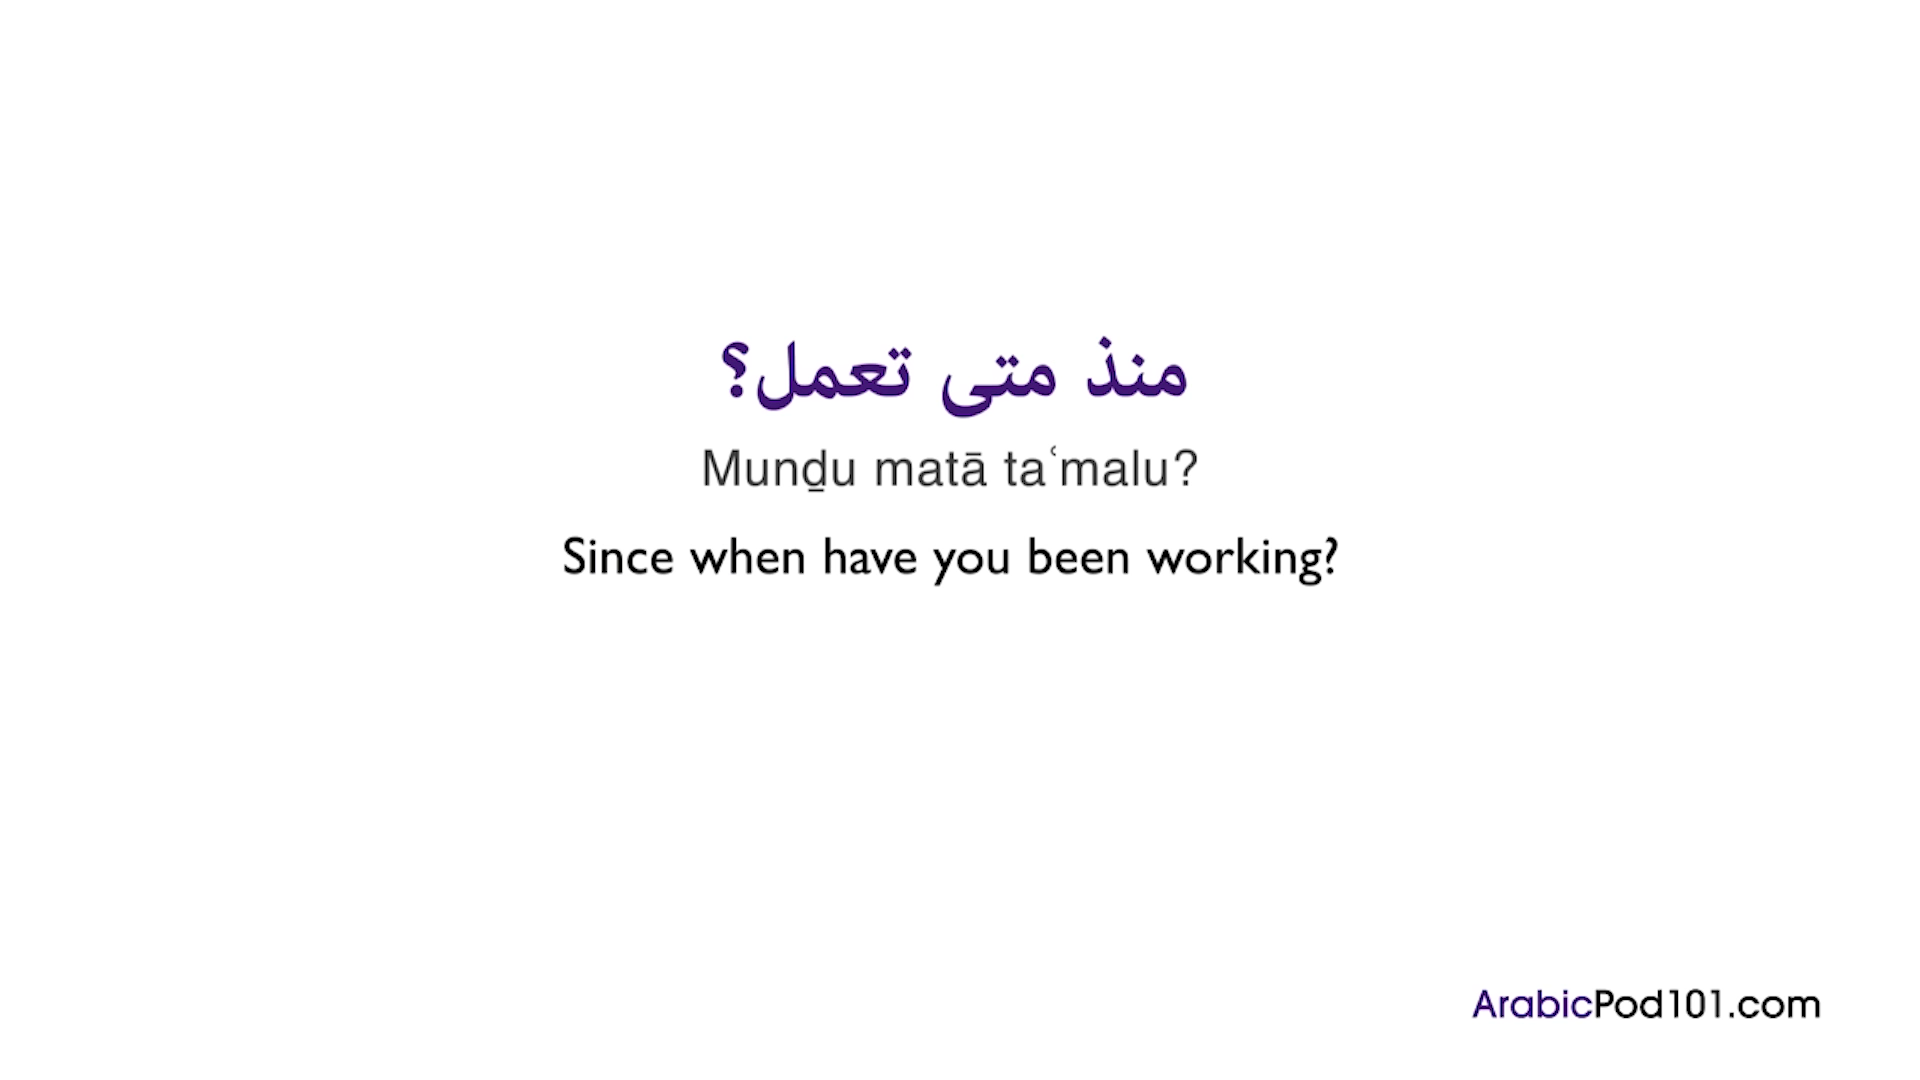 منذ متى تعمل؟
Munḏu matā taʿmalu?
Since when have you been working?
ArabicPod101.com